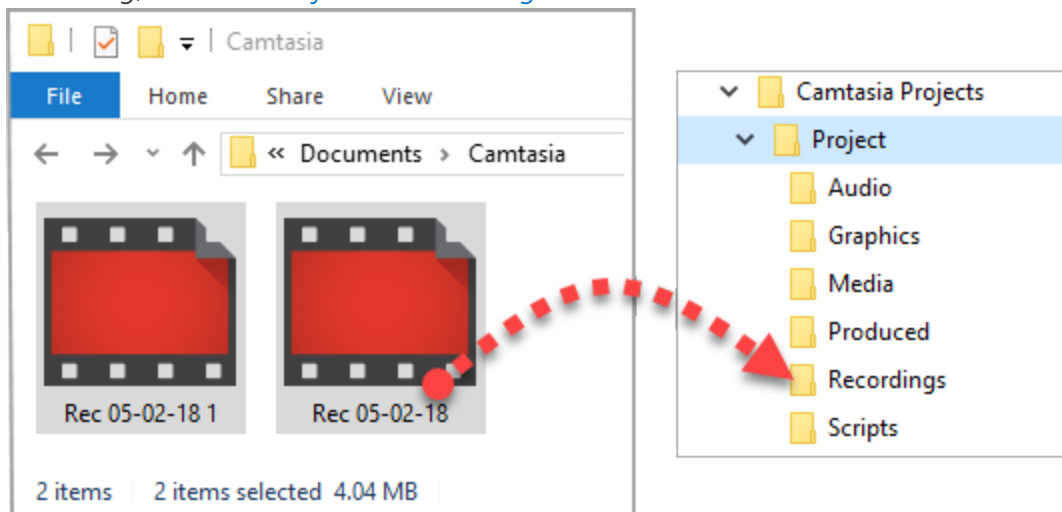 Camtasia
File Home Share View
« Documents > Camtasia
Rec 05-02-18 1 Rec 05-02-18
2 items 2 items selected 4.04 MB
Camtasia Projects
Project
Audio
Graphics
Media
Produced
Recordings
Scripts